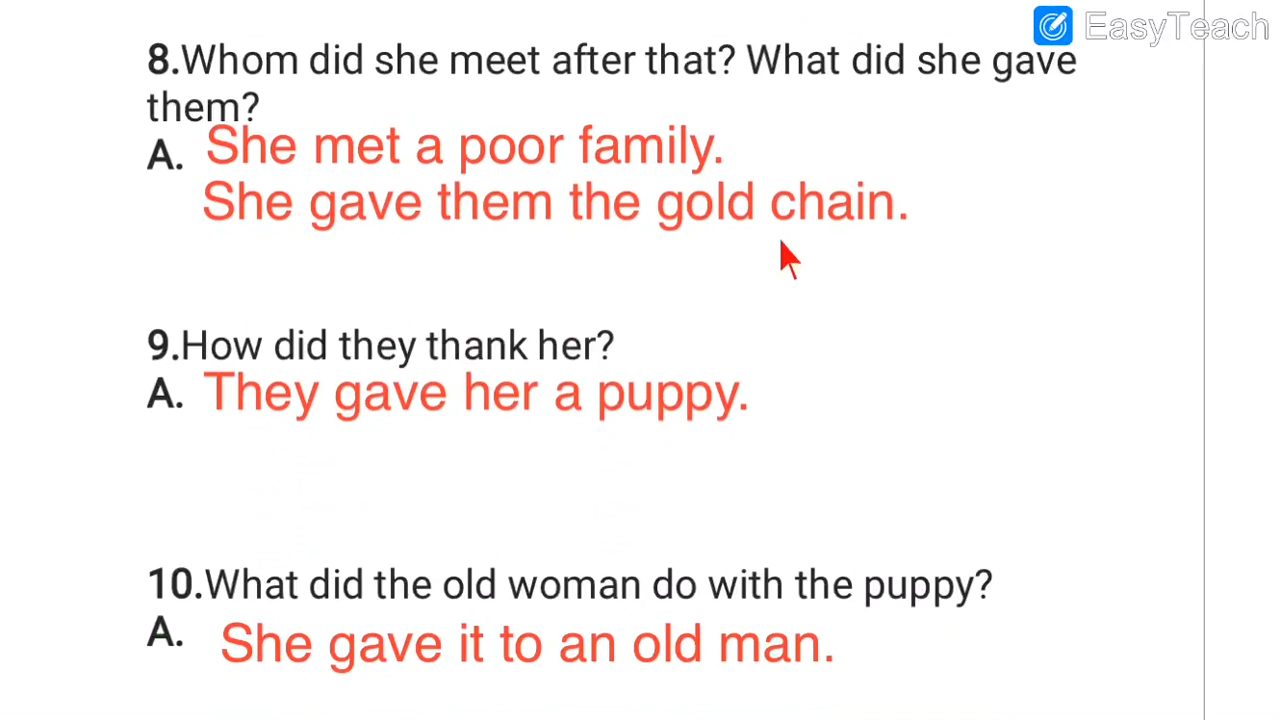 EasyTeach
8.Whom did she meet after that? What did she gave
them?
A. She met a poor family.
She gave them the gold chain.
9.How did they thank her?
A. They gave her a puppy.
10.What did the old woman do with the puppy?
A. She gave it to an old man.